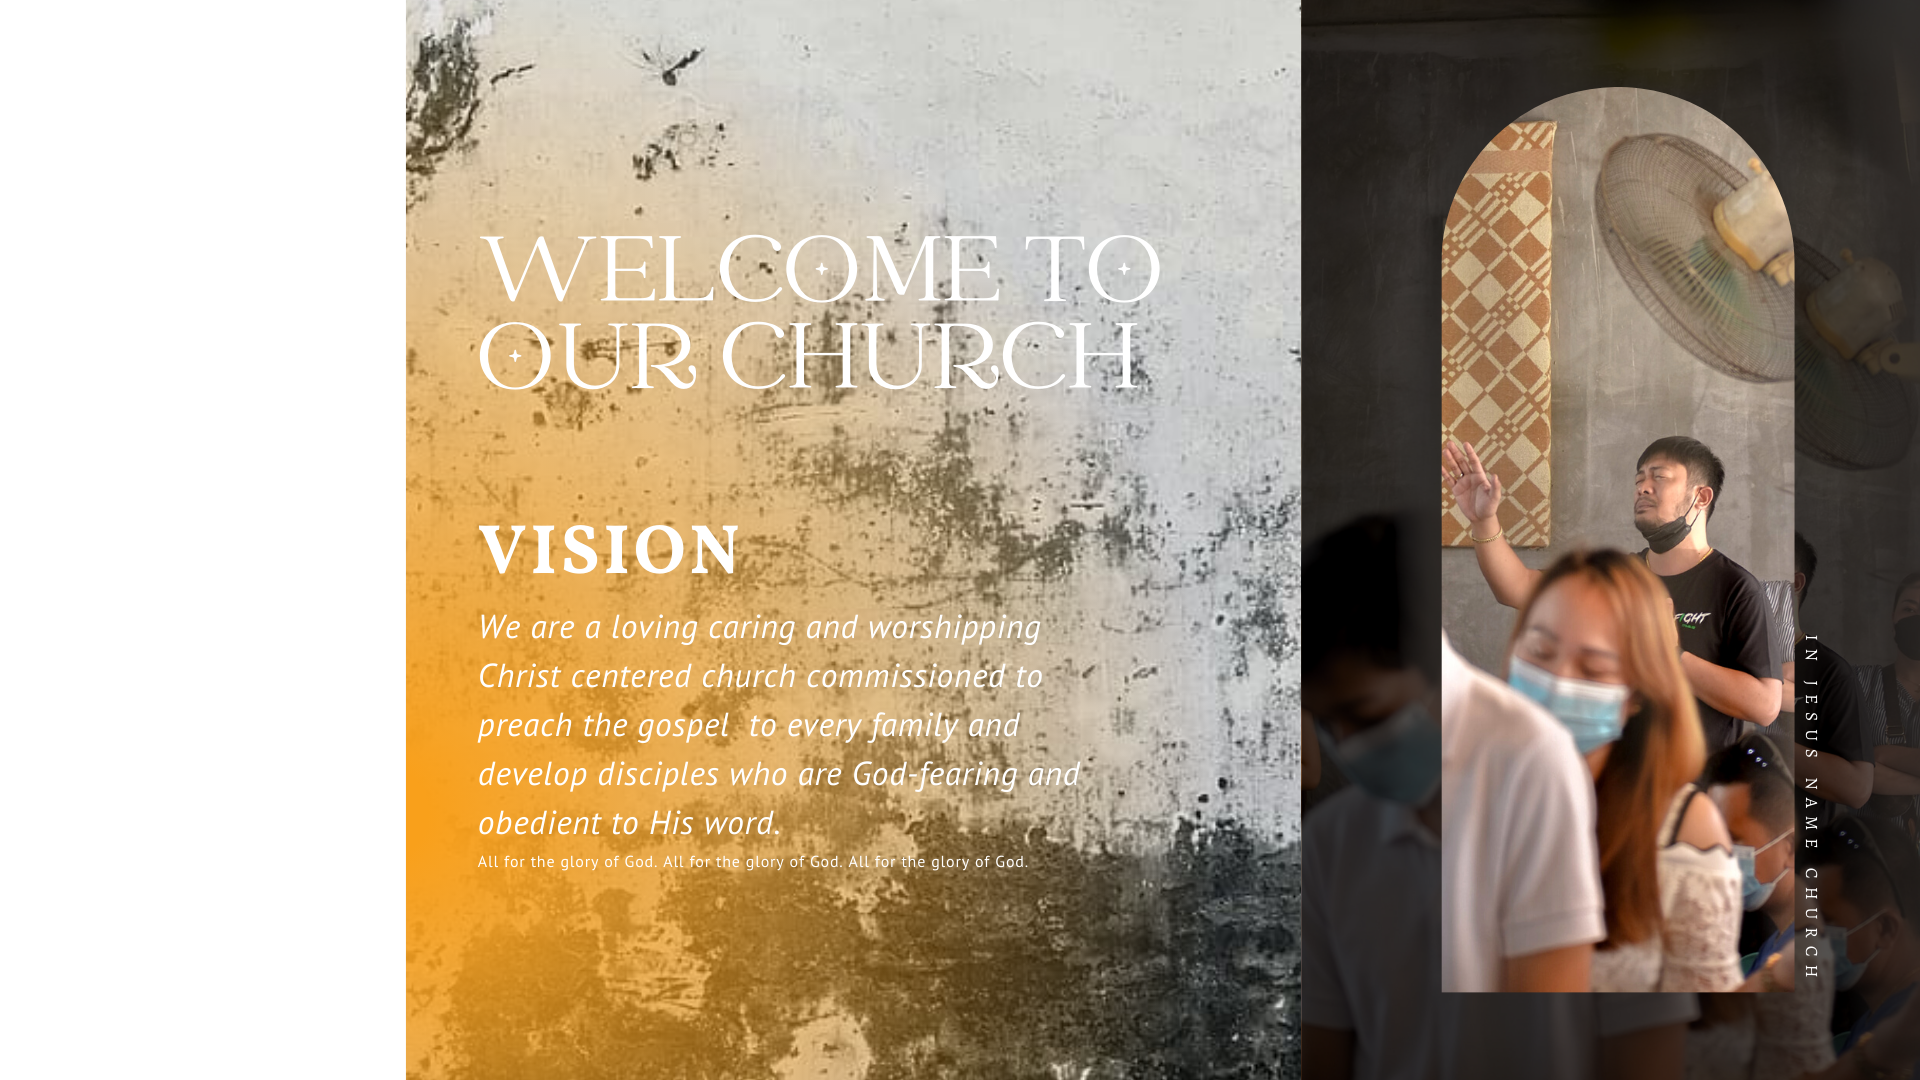 WELCOME TO
OUR CHURCH
VISION
We are a loving caring and worshipping
Christ centered church commissioned to
preach the gospel  to every family and
develop disciples who are God-fearing and
obedient to His word.
All for the glory of God. All for the glory of God. All for the glory of God.
FIGHT
IN JESUS NAME CHURCH